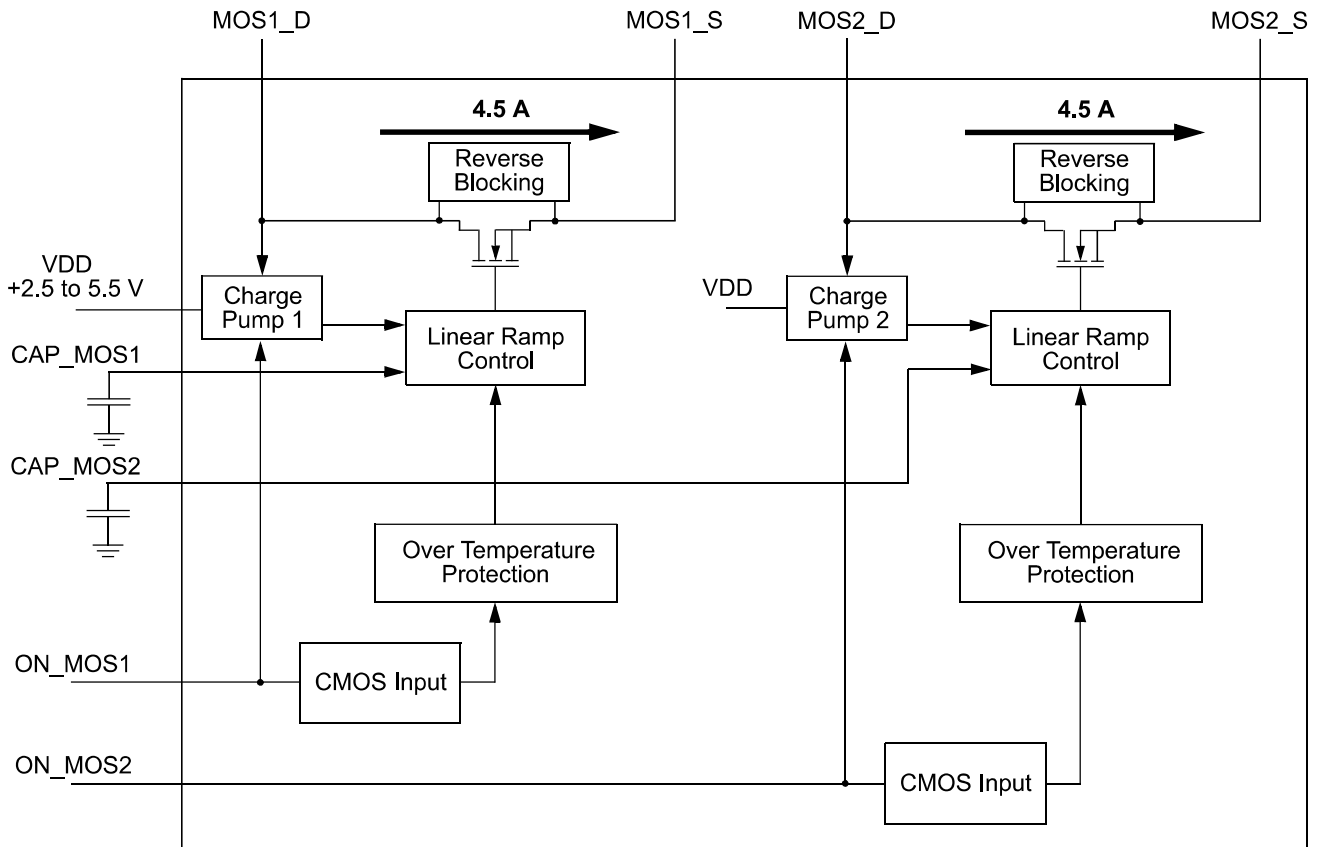 MOS1_D
MOS1_S
MOS2_D
MOS2_S
4.5 A
4.5 A
Reverse
Blocking
Reverse
Blocking
VDD
+2.5 to 5.5 V
Charge
Pump 1
Linear Ramp
Control
VDD
Charge
Pump 2
Linear Ramp
Control
CAP_MOS1
CAP_MOS2
Over Temperature
Protection
Over Temperature
Protection
ON_MOS1
CMOS Input
ON_MOS2
CMOS Input